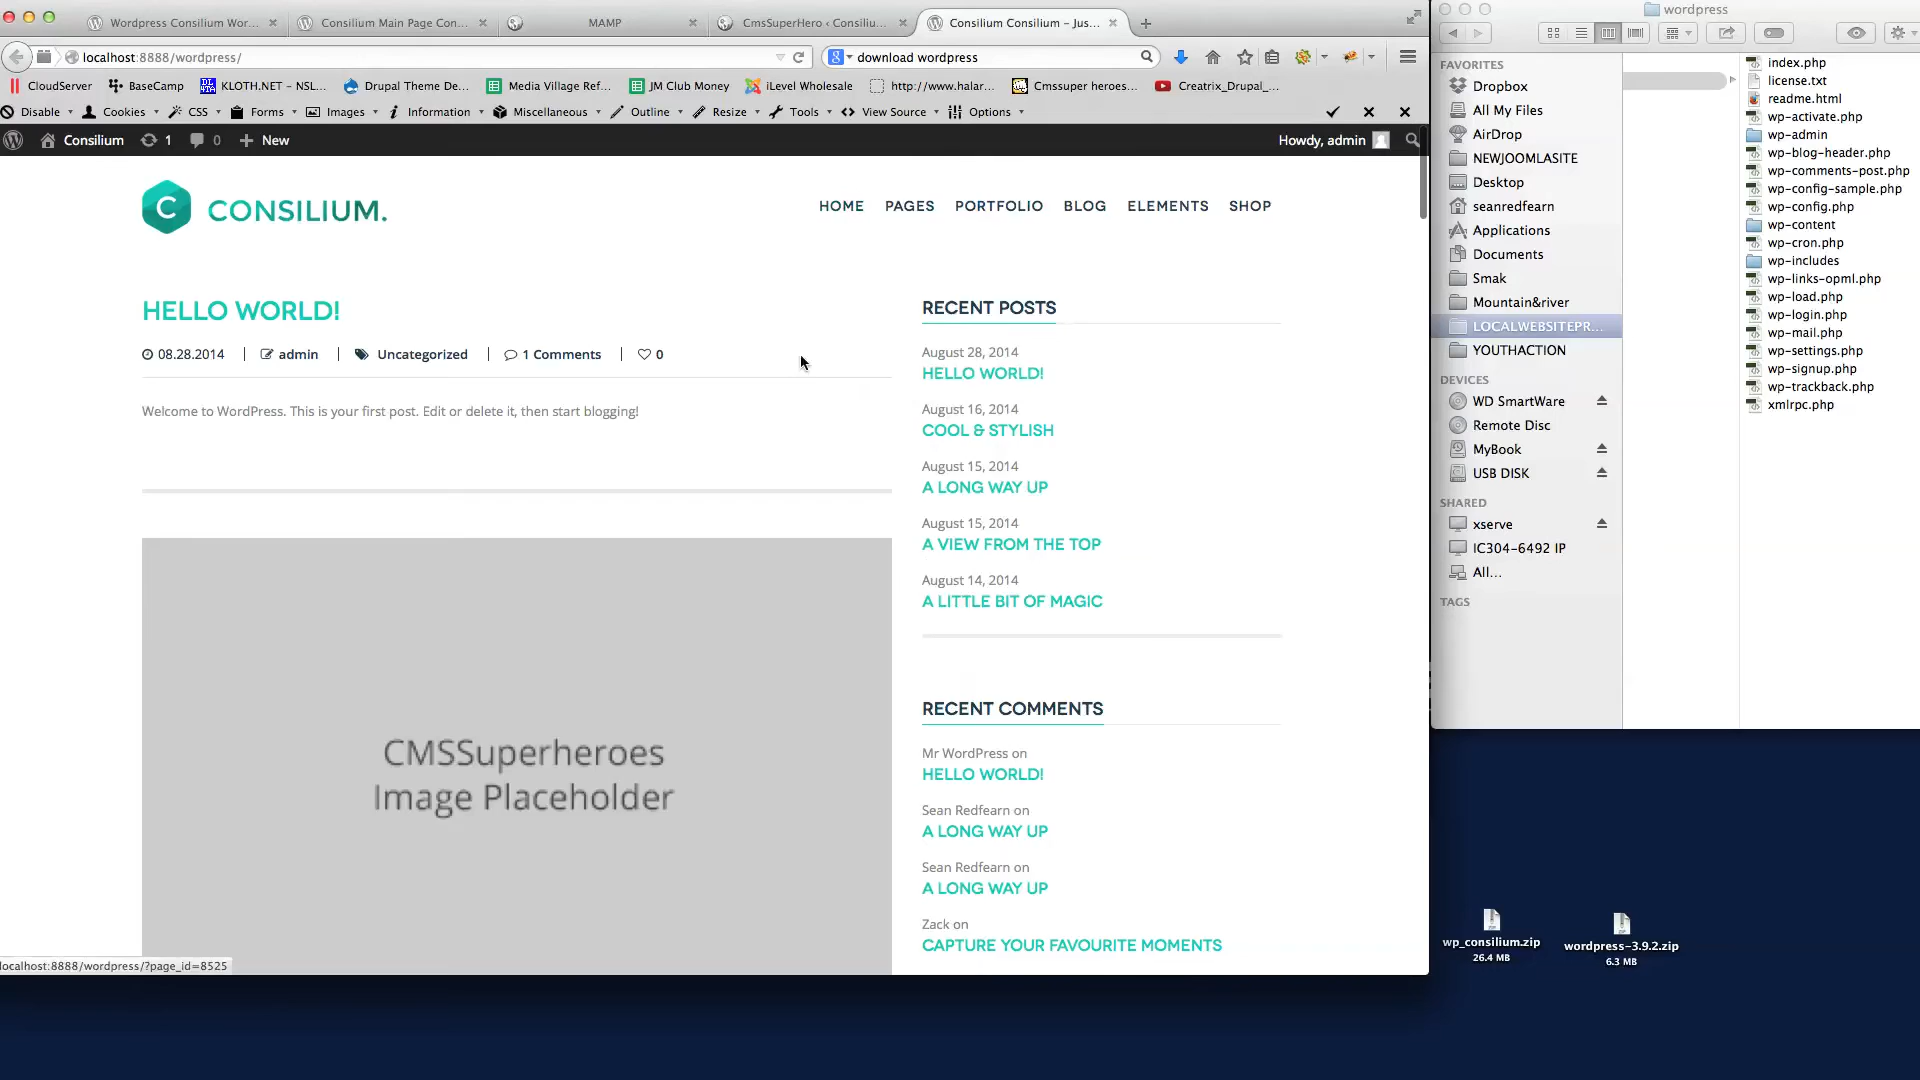 Wordpress Consilium Wor...
Consilium Main Page Con...
MAMP
CmsSuperHero ‹ Consiliu...
Consilium Consilium – Jus...
localhost:8888/wordpress/
download wordpress
CloudServer
BaseCamp
KLOTH.NET - NSL...
Drupal Theme De...
Media Village Ref...
JM Club Money
iLevel Wholesale
http://www.halar...
Cmssuper heroes...
Creatrix_Drupal_...
Disable
Cookies
CSS
Forms
Images
Information
Miscellaneous
Outline
Resize
Tools
View Source
Options
Consilium
1
0
New
Howdy, admin
C
CONSILIUM.
HOME
PAGES
PORTFOLIO
BLOG
ELEMENTS
SHOP
HELLO WORLD!
08.28.2014
admin
Uncategorized
1 Comments
0
Welcome to WordPress. This is your first post. Edit or delete it, then start blogging!
CMSSuperheroes
Image Placeholder
RECENT POSTS
August 28, 2014
HELLO WORLD!
August 16, 2014
COOL & STYLISH
August 15, 2014
A LONG WAY UP
August 15, 2014
A VIEW FROM THE TOP
August 14, 2014
A LITTLE BIT OF MAGIC
RECENT COMMENTS
Mr WordPress on
HELLO WORLD!
Sean Redfearn on
A LONG WAY UP
Sean Redfearn on
A LONG WAY UP
Zack on
CAPTURE YOUR FAVOURITE MOMENTS
localhost:8888/wordpress/?page_id=8525
wordpress
FAVORITES
Dropbox
All My Files
AirDrop
NEWJOOMLASITE
Desktop
seanredfearn
Applications
Documents
Smak
Mountain&river
LOCALWEBSITEPR...
YOUTHACTION
DEVICES
WD SmartWare
Remote Disc
MyBook
USB DISK
SHARED
xserve
IC304-6492 IP
All...
TAGS
index.php
license.txt
readme.html
wp-activate.php
wp-admin
wp-blog-header.php
wp-comments-post.php
wp-config-sample.php
wp-config.php
wp-content
wp-cron.php
wp-includes
wp-links-opml.php
wp-load.php
wp-login.php
wp-mail.php
wp-settings.php
wp-signup.php
wp-trackback.php
xmlrpc.php
wp_consilium.zip
26.4 MB
wordpress-3.9.2.zip
6.3 MB